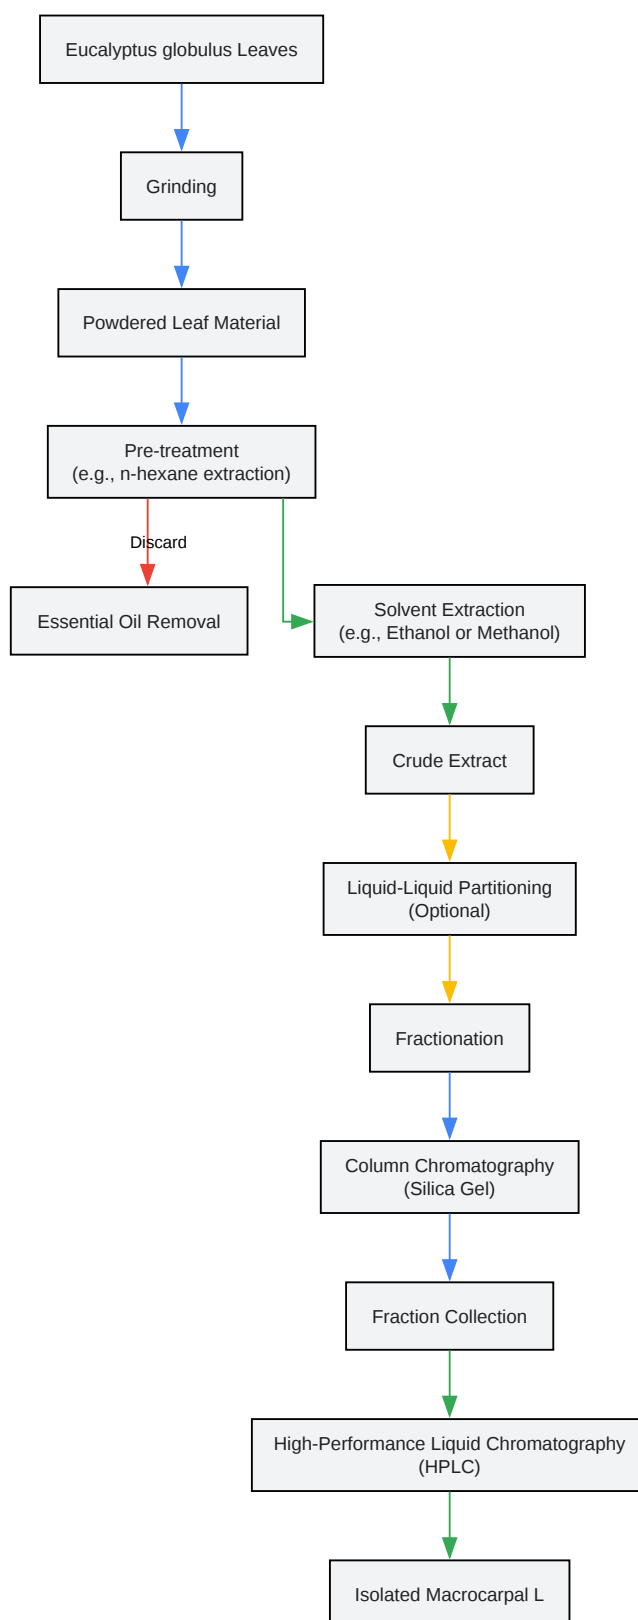 Eucalyptus globulus Leaves
Grinding
Powdered Leaf Material
Pre-treatment
(e.g., n-hexane extraction)
Discard
Essential Oil Removal
Solvent Extraction
(e.g., Ethanol or Methanol)
Crude Extract
Liquid-Liquid Partitioning
(Optional)
Fractionation
Column Chromatography
(Silica Gel)
Fraction Collection
High-Performance Liquid Chromatography
(HPLC)
Isolated Macrocarpal L